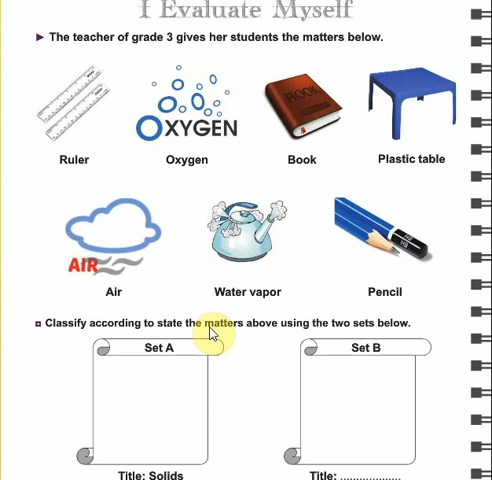 I Evaluate Myself
The teacher of grade 3 gives her students the matters below.
BOOK
OXYGEN
Ruler Oxygen Book Plastic table
AIR
HB
Air Water vapor Pencil
Classify according to state the matters above using the two sets below.
Set A Set B
Title: Solids Title: ...................